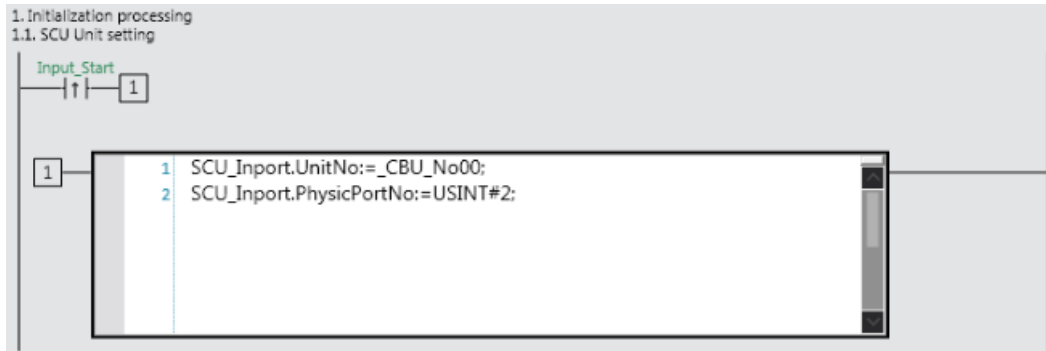 1. Initialization processing
1.1. SCU Unit setting
Input_Start
1
1
1 SCU_Inport.UnitNo:=_CBU_No00;
2 SCU_Inport.PhysicPortNo:=USINT#2;